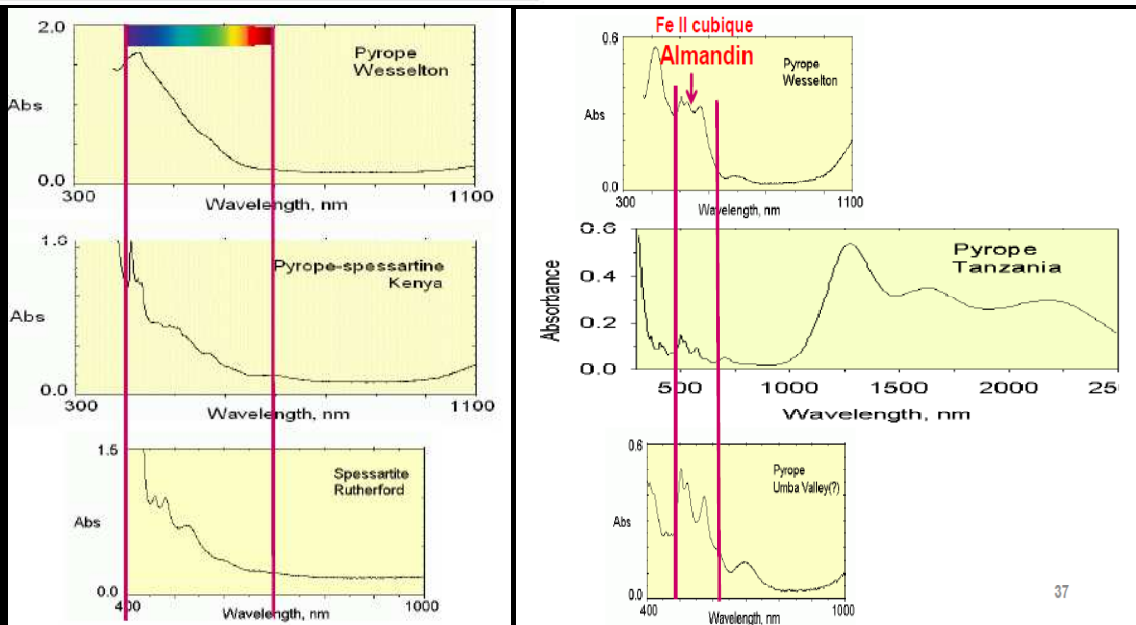 2.0
Pyrope
Wesselton
Abs
0.0
300
1100
Wavelength, nm
1.0
Pyrope-spessartine
Kenya
Abs
0.0
300
1100
Wavelength, nm
1.5
Spessartite
Rutherford
Abs
0.0
400
1000
Wavelength, nm
Fe II cubique
Almandin
0.6
Pyrope
Wesselton
Abs
0.0
300
1100
Wavelength, nm
0.6
Pyrope
Tanzania
0.4
0.2
0.0
Absorbance
500
1000
1500
2000
25
Wavelength, nm
0.6
Pyrope
Umba Valley(?)
Abs
0.0
400
1000
Wavelength, nm
37